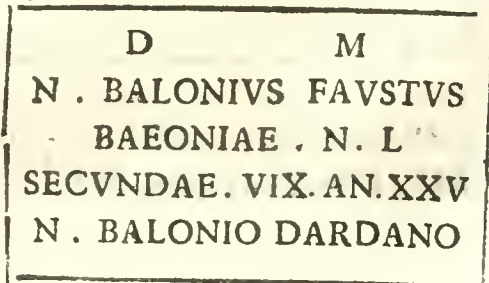 D M
N . BALONIVS FAVSTVS
BAEONIAE . N . L
SECVNDAE . VIX . AN . XXV
N . BALONIO DARDANO